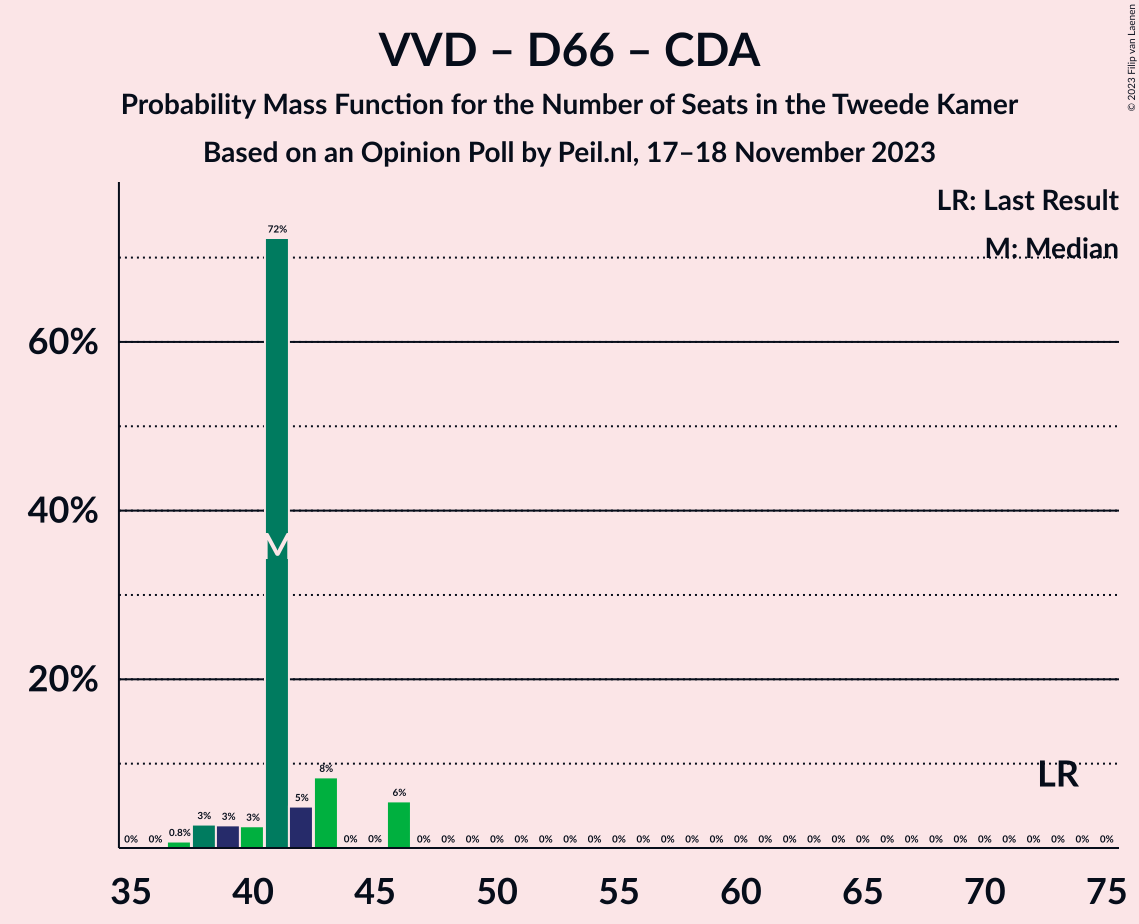 VVD – D66 – CDA
Probability Mass Function for the Number of Seats in the Tweede Kamer
Based on an Opinion Poll by Peil.nl, 17–18 November 2023
© 2023 Filip van Laenen
LR: Last Result
M: Median
60%
40%
20%
0% 0% 0.8% 3% 3% 3% 72% 5% 8% 0% 0% 6% 0% 0% 0% 0% 0% 0% 0% 0% 0% 0% 0% 0% 0% 0% 0% 0% 0% 0% 0% 0% 0% 0% 0% 0% 0% 0% 0% 0% 0%
M
LR
35 40 45 50 55 60 65 70 75